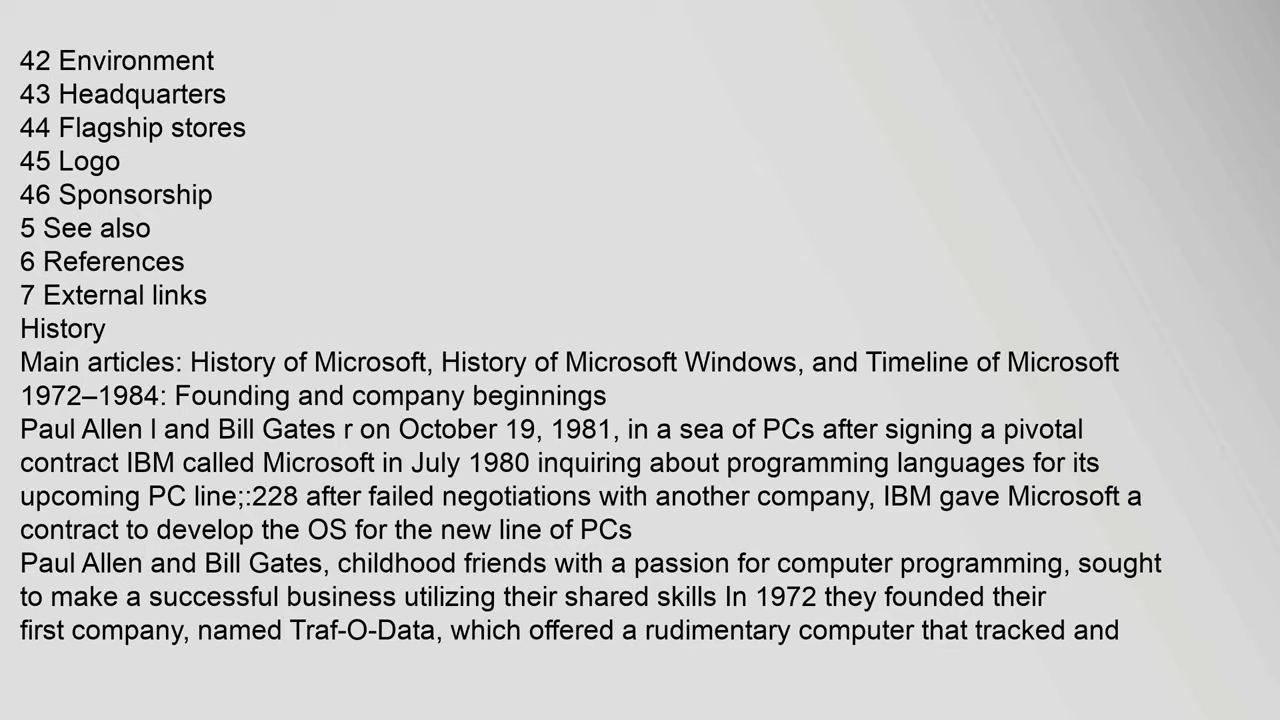 42 Environment
43 Headquarters
44 Flagship stores
45 Logo
46 Sponsorship
5 See also
6 References
7 External links
History
Main articles: History of Microsoft, History of Microsoft Windows, and Timeline of Microsoft
1972–1984: Founding and company beginnings
Paul Allen l and Bill Gates r on October 19, 1981, in a sea of PCs after signing a pivotal
contract IBM called Microsoft in July 1980 inquiring about programming languages for its
upcoming PC line;:228 after failed negotiations with another company, IBM gave Microsoft a
contract to develop the OS for the new line of PCs
Paul Allen and Bill Gates, childhood friends with a passion for computer programming, sought
to make a successful business utilizing their shared skills In 1972 they founded their
first company, named Traf-O-Data, which offered a rudimentary computer that tracked and